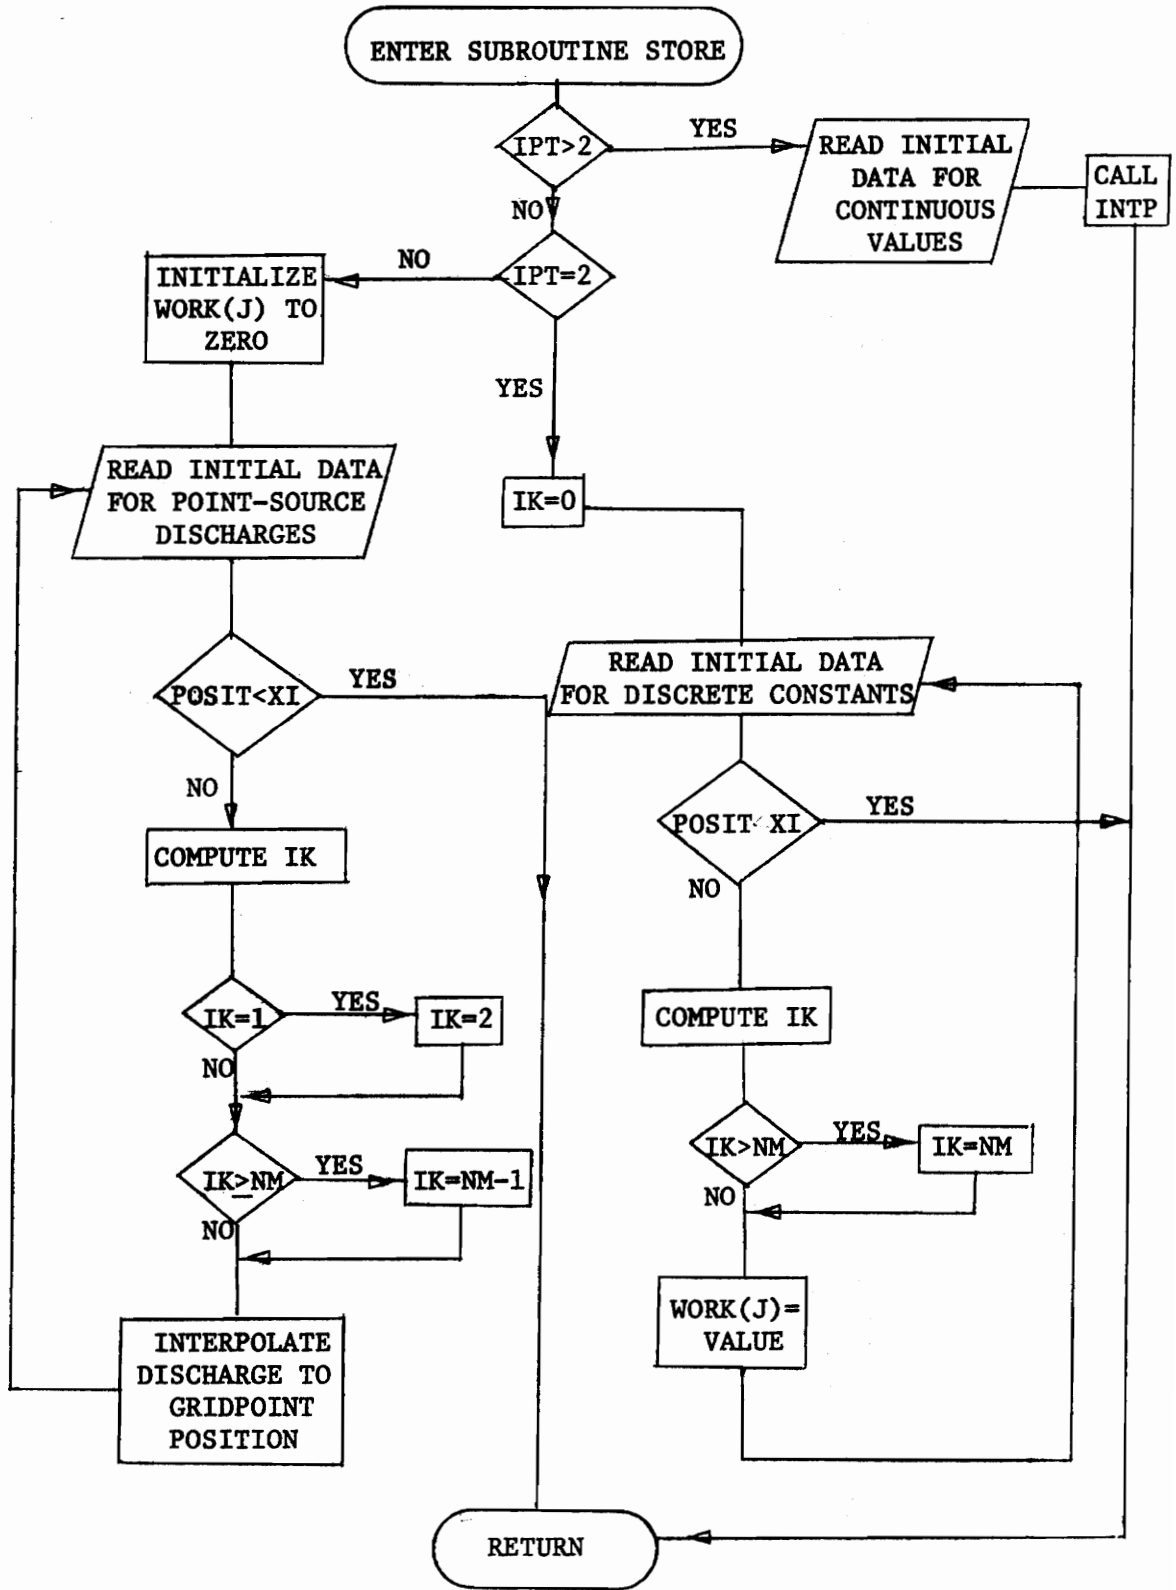 ENTER SUBROUTINE STORE
IPT>2
YES
READ INITIAL
DATA FOR
CONTINUOUS
VALUES
CALL
INTP
NO
IPT=2
NO
INITIALIZE
WORK(J) TO
ZERO
YES
READ INITIAL DATA
FOR POINT-SOURCE
DISCHARGES
IK=0
POSIT<XI
YES
READ INITIAL DATA
FOR DISCRETE CONSTANTS
NO
POSIT<XI
YES
COMPUTE IK
NO
IK=1
YES
IK=2
COMPUTE IK
NO
IK≥NM
YES
IK=NM-1
IK>NM
YES
IK=NM
NO
NO
WORK(J)=
VALUE
INTERPOLATE
DISCHARGE TO
GRIDPOINT
POSITION
RETURN